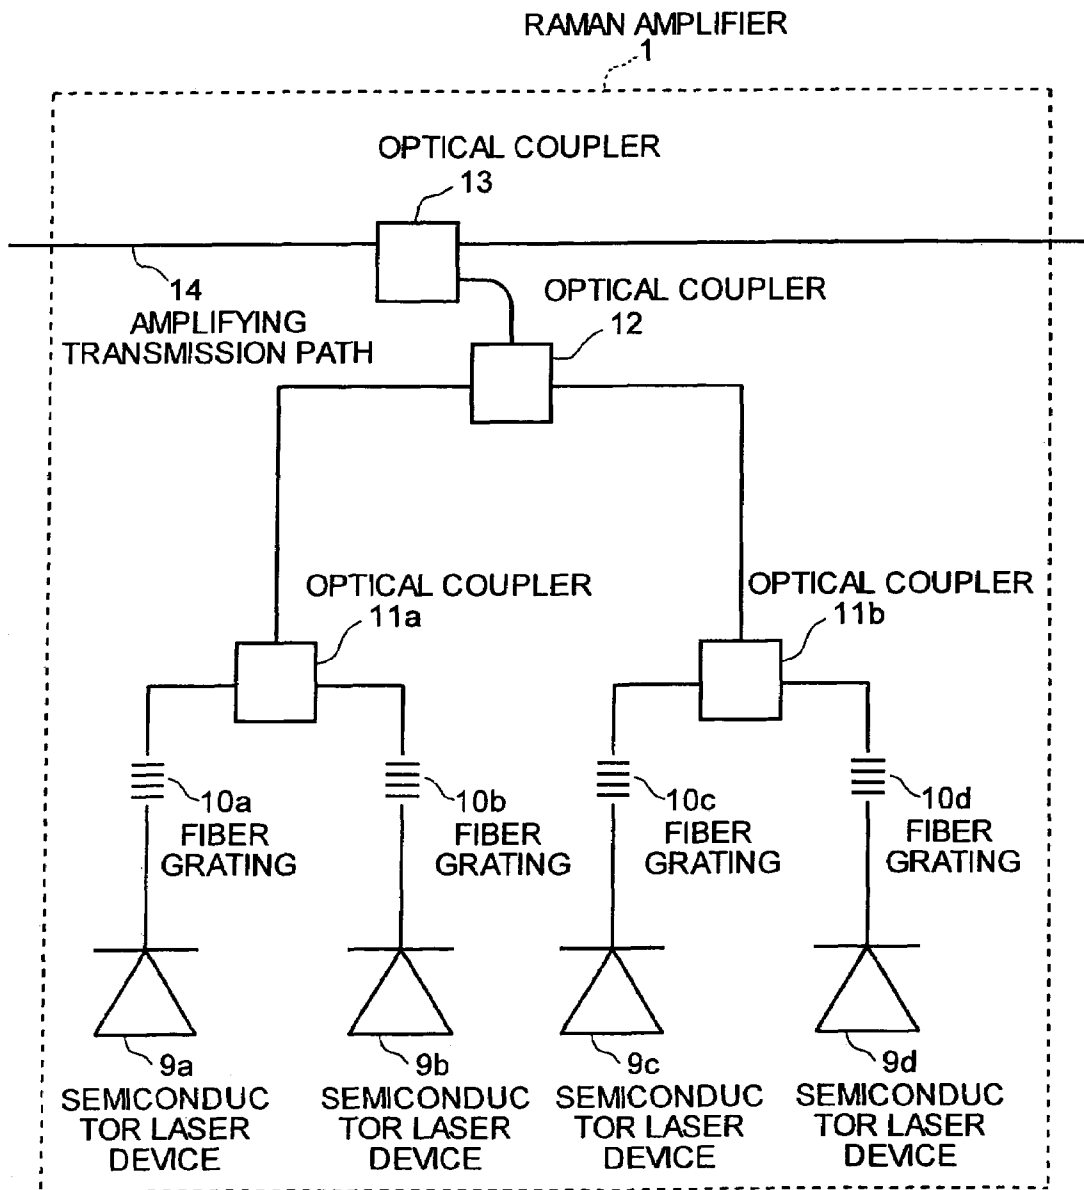 RAMAN AMPLIFIER
1
OPTICAL COUPLER
13
14
AMPLIFYING
TRANSMISSION PATH
OPTICAL COUPLER
12
OPTICAL COUPLER
11a
OPTICAL COUPLER
11b
10a
FIBER
GRATING
10b
FIBER
GRATING
10c
FIBER
GRATING
10d
FIBER
GRATING
9a
SEMICONDUC
TOR LASER
DEVICE
9b
SEMICONDUC
TOR LASER
DEVICE
9c
SEMICONDUC
TOR LASER
DEVICE
9d
SEMICONDUC
TOR LASER
DEVICE